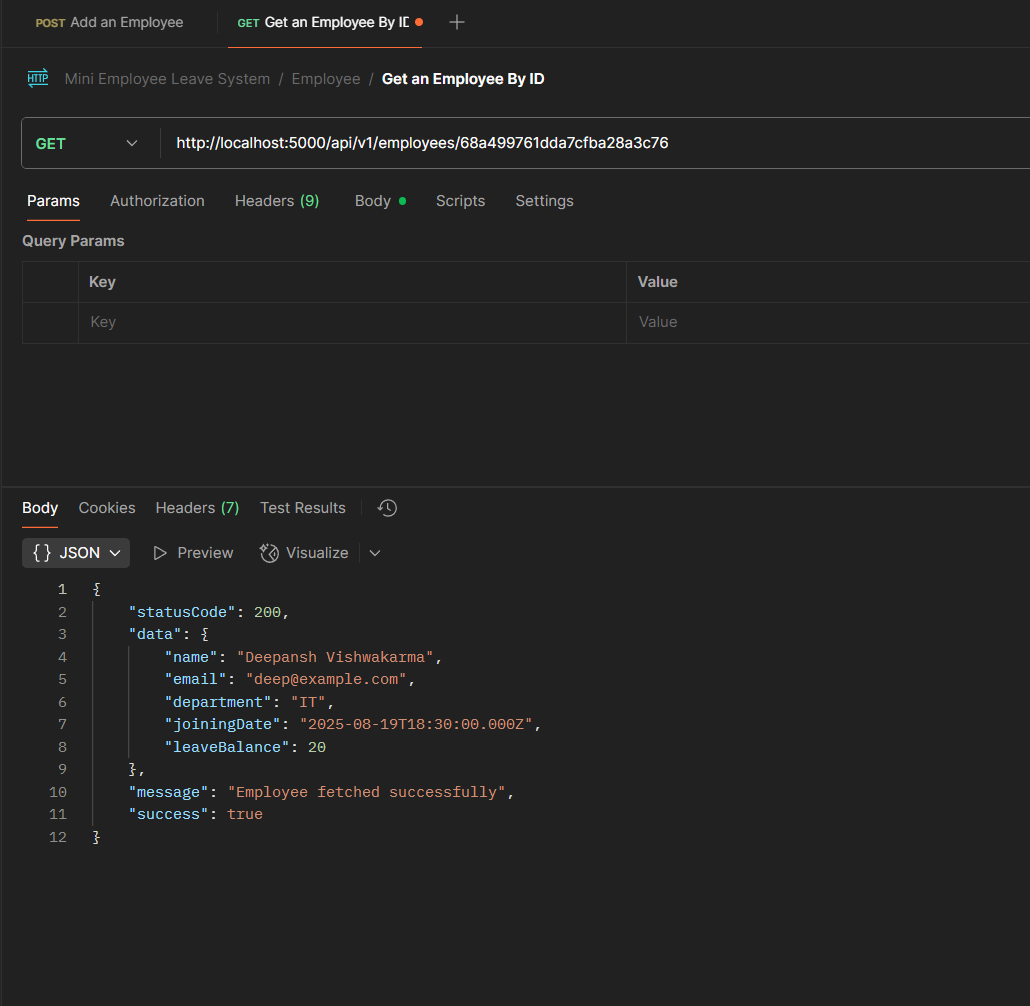 POST Add an Employee GET Get an Employee By ID
HTTP Mini Employee Leave System / Employee / Get an Employee By ID
GET http://localhost:5000/api/v1/employees/68a499761dda7cfba28a3c76
Params Authorization Headers (9) Body Scripts Settings
Query Params
Key Value
Key Value
Body Cookies Headers (7) Test Results
{} JSON Preview Visualize
1 {
2 "statusCode": 200,
3 "data": {
4 "name": "Deepansh Vishwakarma",
5 "email": "deep@example.com",
6 "department": "IT",
7 "joiningDate": "2025-08-19T18:30:00.000Z",
8 "leaveBalance": 20
9 },
10 "message": "Employee fetched successfully",
11 "success": true
12 }